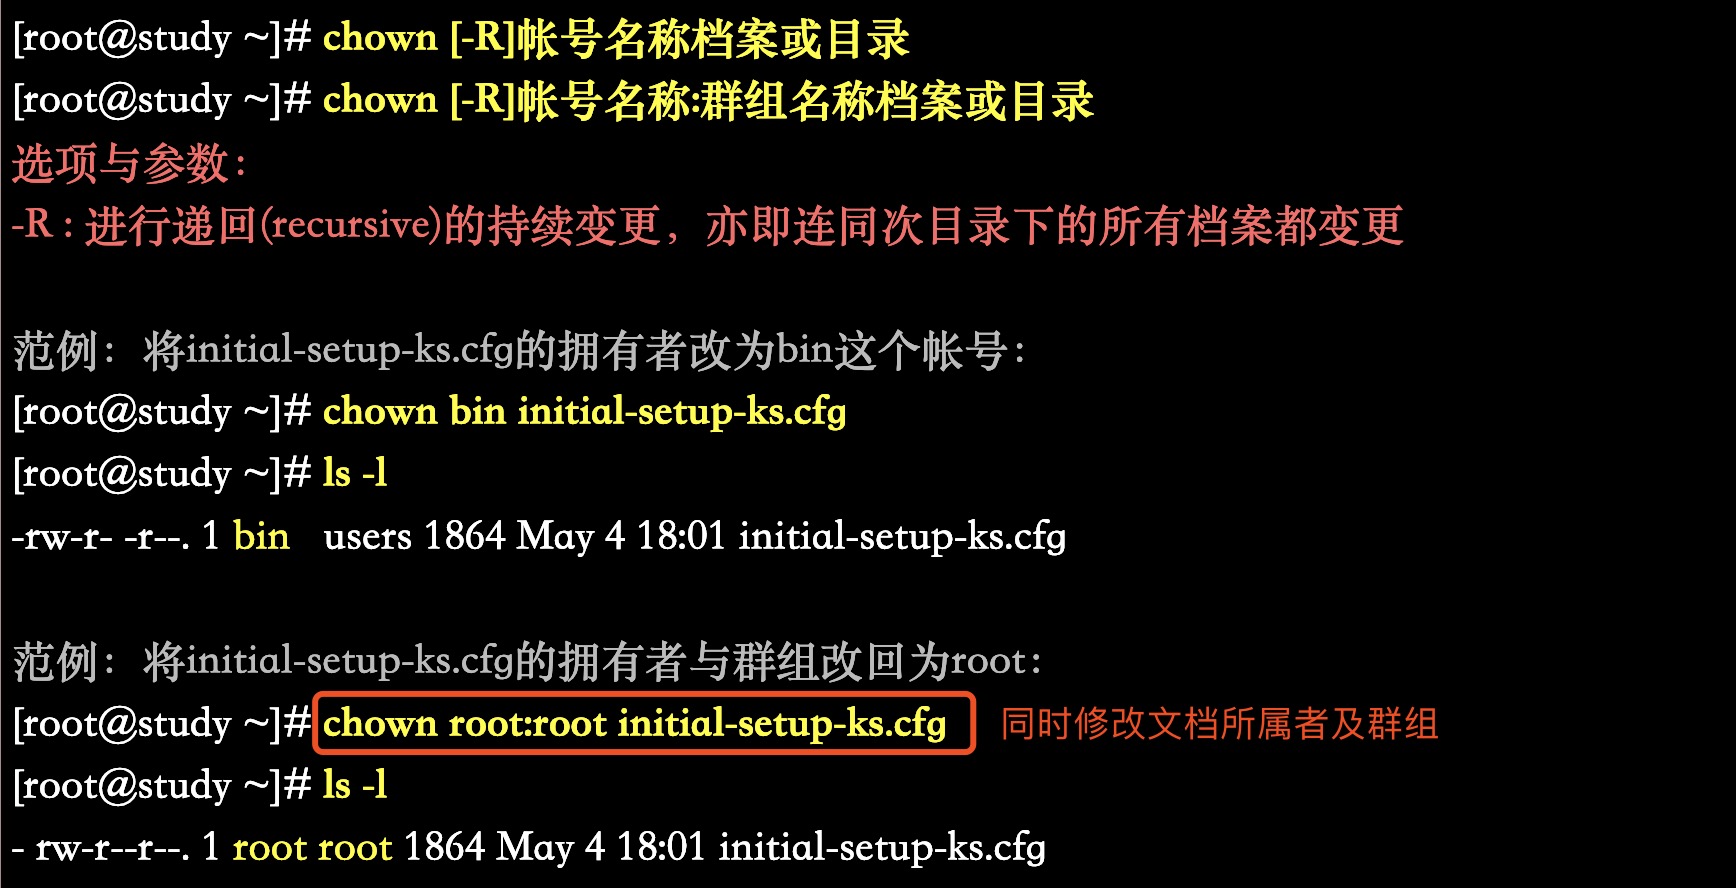 [root@study ~]# chown [-R]帐号名称档案或目录
[root@study ~]# chown [-R]帐号名称:群组名称档案或目录
选项与参数：
-R : 进行递回(recursive)的持续变更，亦即连同次目录下的所有档案都变更
范例：将initial-setup-ks.cfg的拥有者改为bin这个帐号：
[root@study ~]# chown bin initial-setup-ks.cfg
[root@study ~]# ls -l
-rw-r- -r--. 1 bin users 1864 May 4 18:01 initial-setup-ks.cfg
范例：将initial-setup-ks.cfg的拥有者与群组改回为root：
[root@study ~]# chown root:root initial-setup-ks.cfg 同时修改文档所属者及群组
[root@study ~]# ls -l
- rw-r--r--. 1 root root 1864 May 4 18:01 initial-setup-ks.cfg